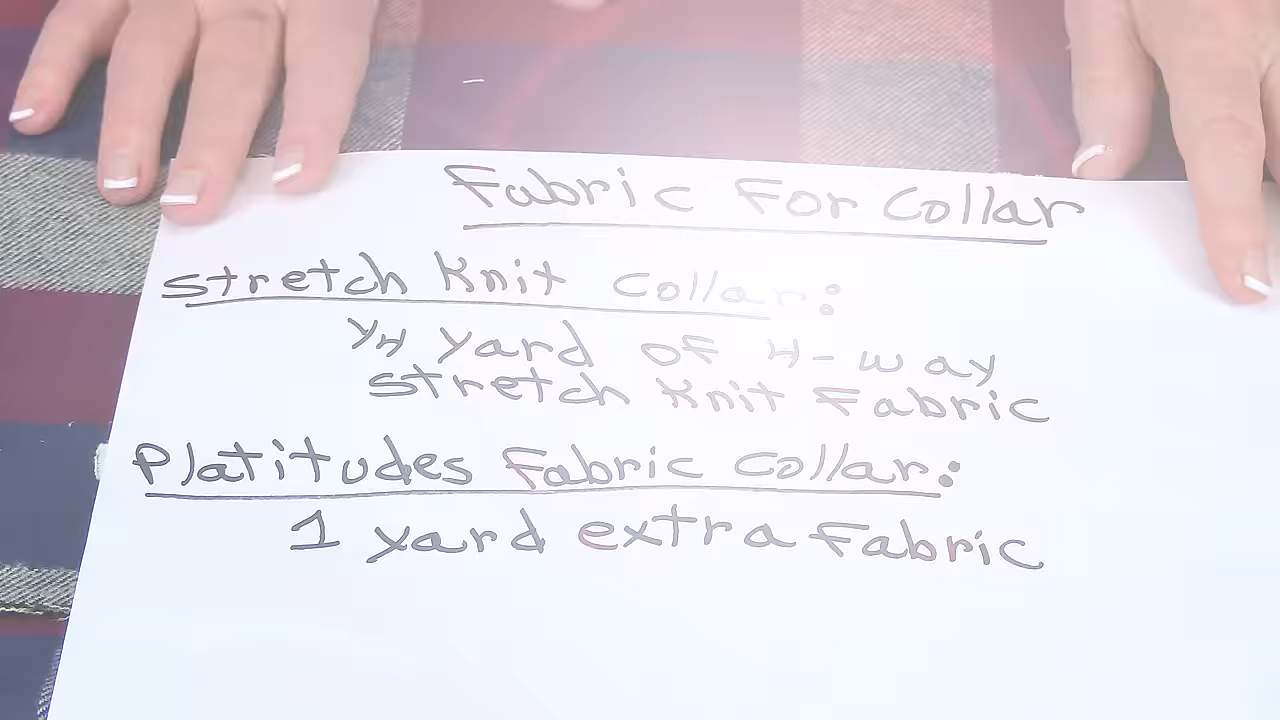 Fabric For Collar
Stretch Knit Collar:
1/4 yard of 4-way
stretch Knit Fabric
Platitudes Fabric Collar:
1 yard extra Fabric